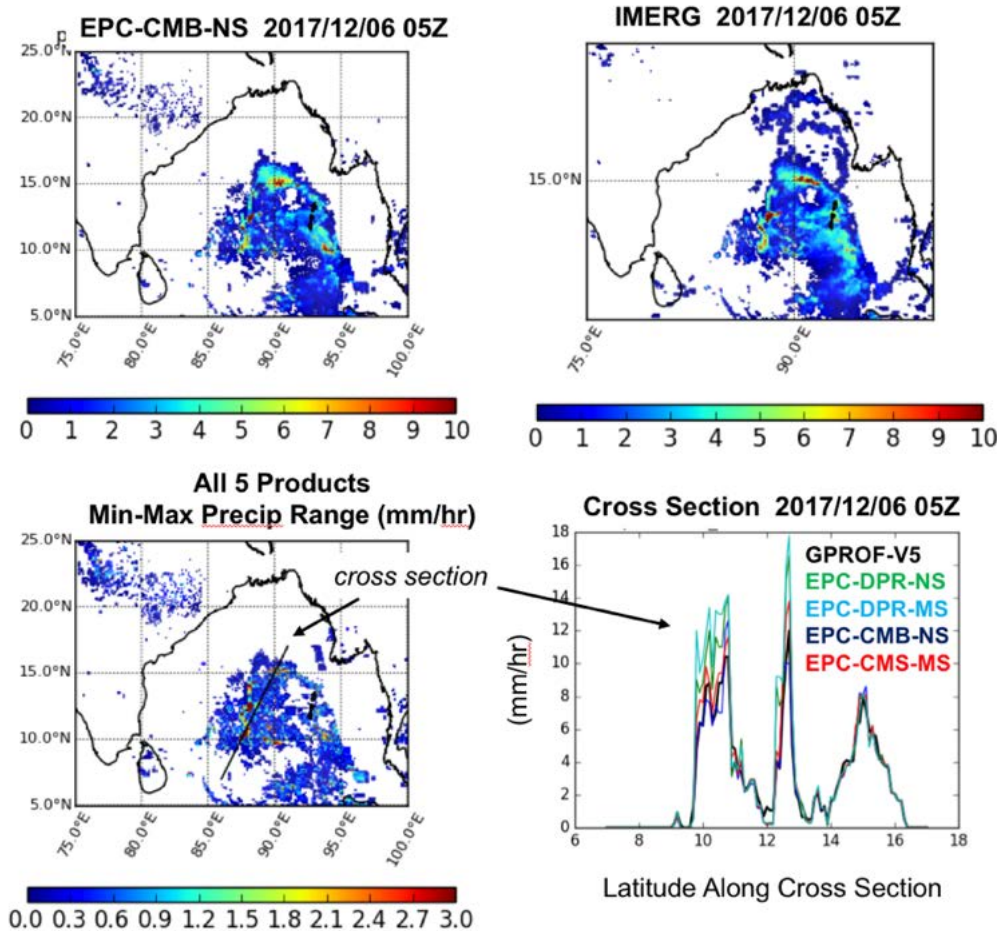 EPC-CMB-NS 2017/12/06 05Z
p
25.0°N
20.0°N
15.0°N
10.0°N
5.0°N
75.0°E
80.0°E
85.0°E
90.0°E
95.0°E
100.0°E
0 1 2 3 4 5 6 7 8 9 10
IMERG 2017/12/06 05Z
15.0°N
75.0°E
90.0°E
0 1 2 3 4 5 6 7 8 9 10
All 5 Products
Min-Max Precip Range (mm/hr)
cross section
25.0°N
20.0°N
15.0°N
10.0°N
5.0°N
75.0°E
80.0°E
85.0°E
90.0°E
95.0°E
100.0°E
0.0 0.3 0.6 0.9 1.2 1.5 1.8 2.1 2.4 2.7 3.0
Cross Section 2017/12/06 05Z
18
16
14
12
10
8
6
4
2
0
(mm/hr)
GPROF-V5
EPC-DPR-NS
EPC-DPR-MS
EPC-CMB-NS
EPC-CMS-MS
6 8 10 12 14 16 18
Latitude Along Cross Section